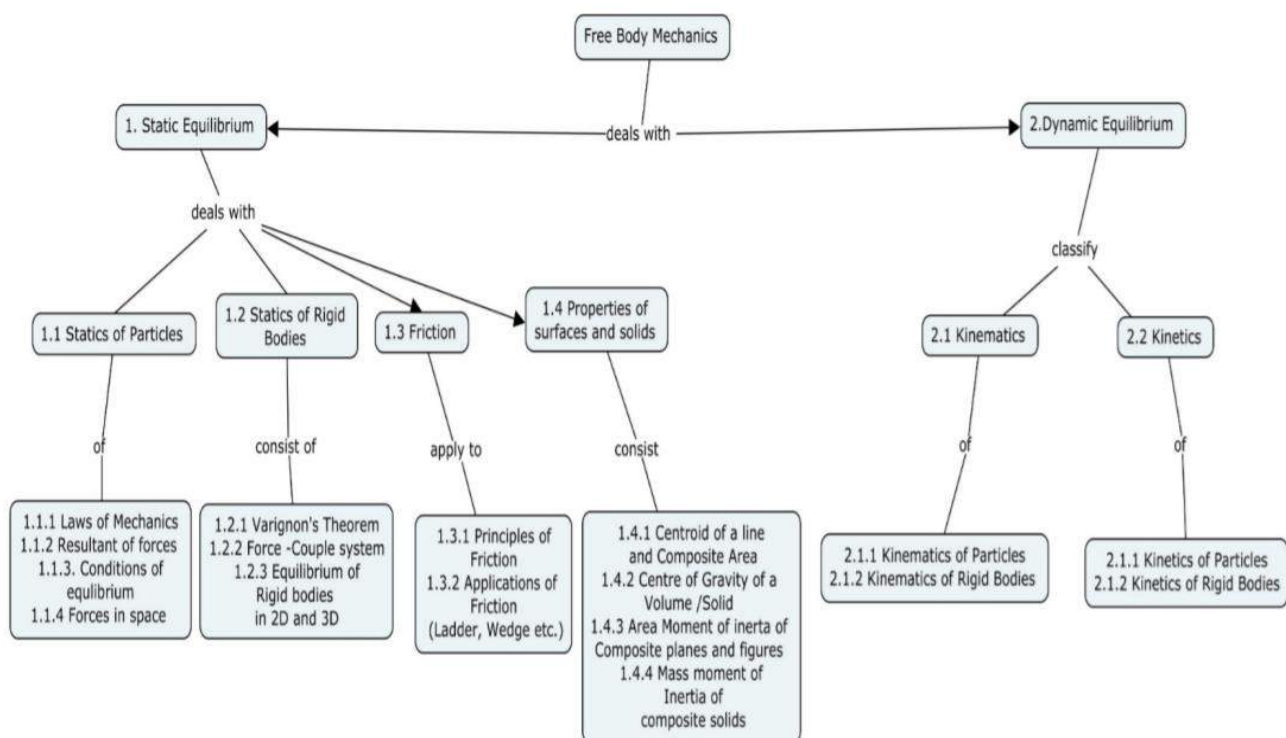 Free Body Mechanics
deals with
1. Static Equilibrium
2.Dynamic Equilibrium
deals with
classify
1.1 Statics of Particles
1.2 Statics of Rigid
Bodies
1.3 Friction
1.4 Properties of
surfaces and solids
2.1 Kinematics
2.2 Kinetics
of
consist of
apply to
consist
of
of
1.1.1 Laws of Mechanics
1.1.2 Resultant of forces
1.1.3. Conditions of
eqULbrium
1.1.4 Forces in space
1.2.1 Varignon's Theorem
1.2.2 Force -Couple system
1.2.3 Equilibrium of
Rigid bodies
in 2D and 3D
1.3.1 Principles of
Friction
1.3.2 Applications of
Friction
(Ladder, Wedge etc.)
1.4.1 Centroid of a line
and Composite Area
1.4.2 Centre of Gravity of a
Volume /Solid
1.4.3 Area Moment of inerta of
Composite planes and figures
1.4.4 Mass moment of
Inertia of
composite solids
2.1.1 Kinematics of Particles
2.1.2 Kinematics of Rigid Bodies
2.1.1 Kinetics of Particles
2.1.2 Kinetics of Rigid Bodies